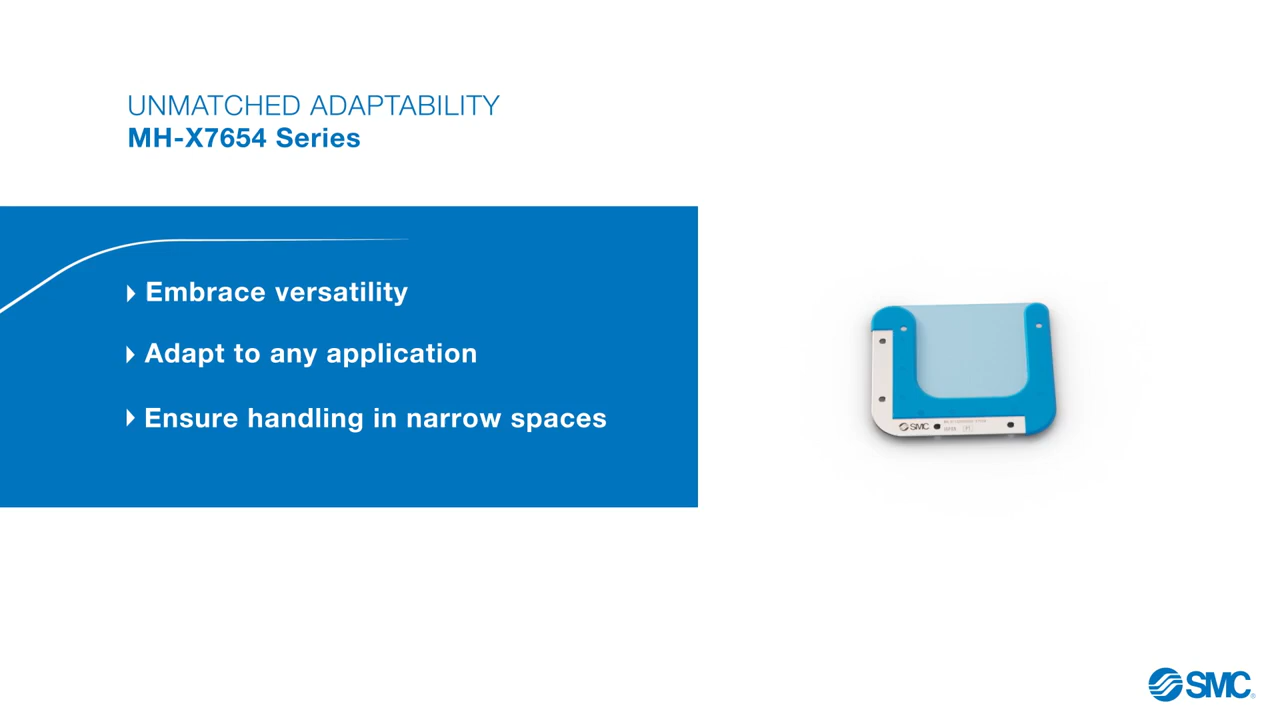 UNMATCHED ADAPTABILITY
MH-X7654 Series
Embrace versatility
Adapt to any application
Ensure handling in narrow spaces
SMC
SMC